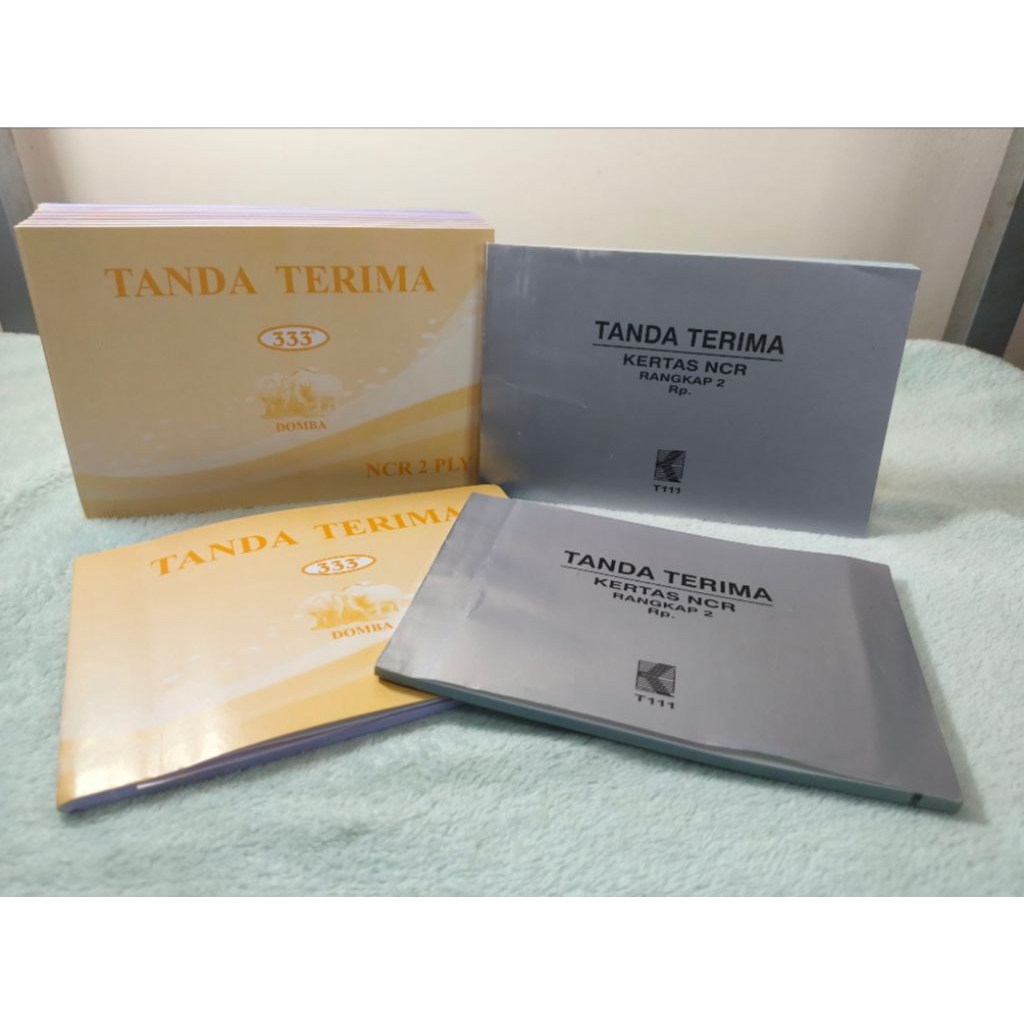 TANDA TERIMA
333
DOMBA
NCR 2 PLY
TANDA TERIMA
KERTAS NCR
RANGKAP 2
Rp.
T111
TANDA TERIMA
333
DOMBA
TANDA TERIMA
KERTAS NCR
RANGKAP 2
Rp.
T111